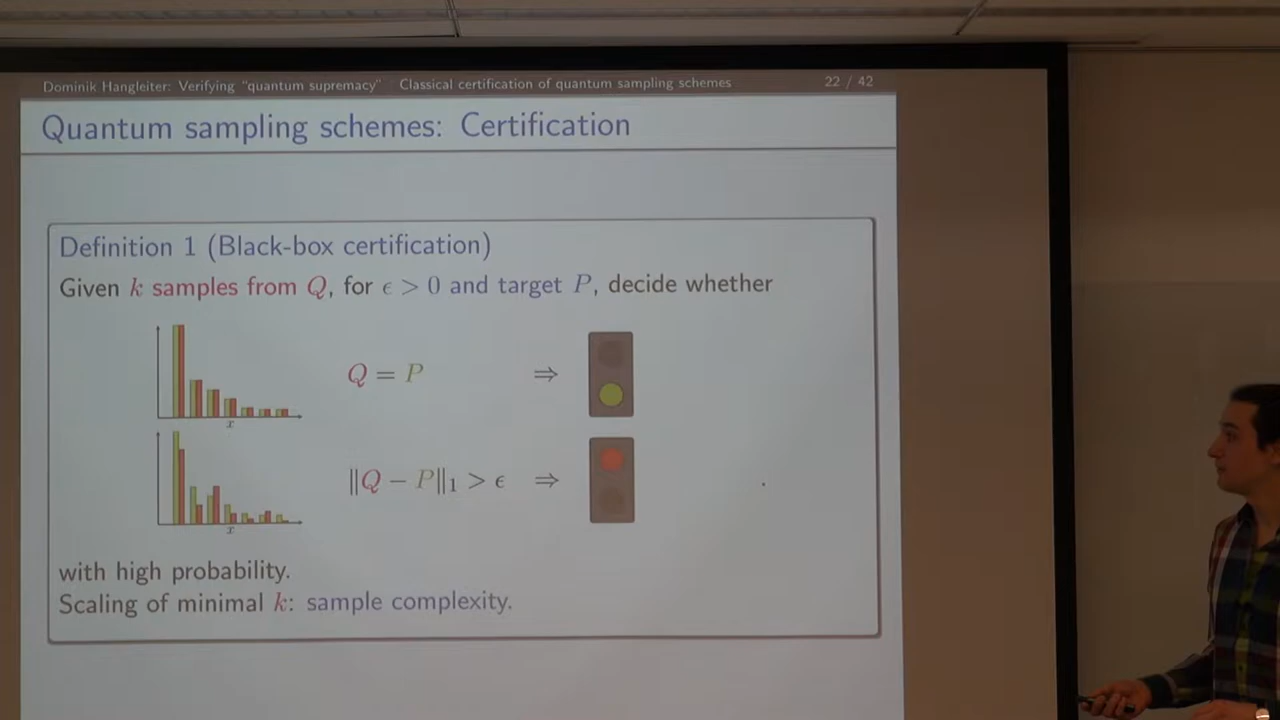 Dominik Hangleiter: Verifying "quantum supremacy" Classical certification of quantum sampling schemes 22 / 42
Quantum sampling schemes: Certification
Definition 1 (Black-box certification)
Given k samples from Q, for ϵ > 0 and target P, decide whether
Q = P ⇒
x
‖Q − P‖₁ > ϵ ⇒
x
with high probability.
Scaling of minimal k: sample complexity.